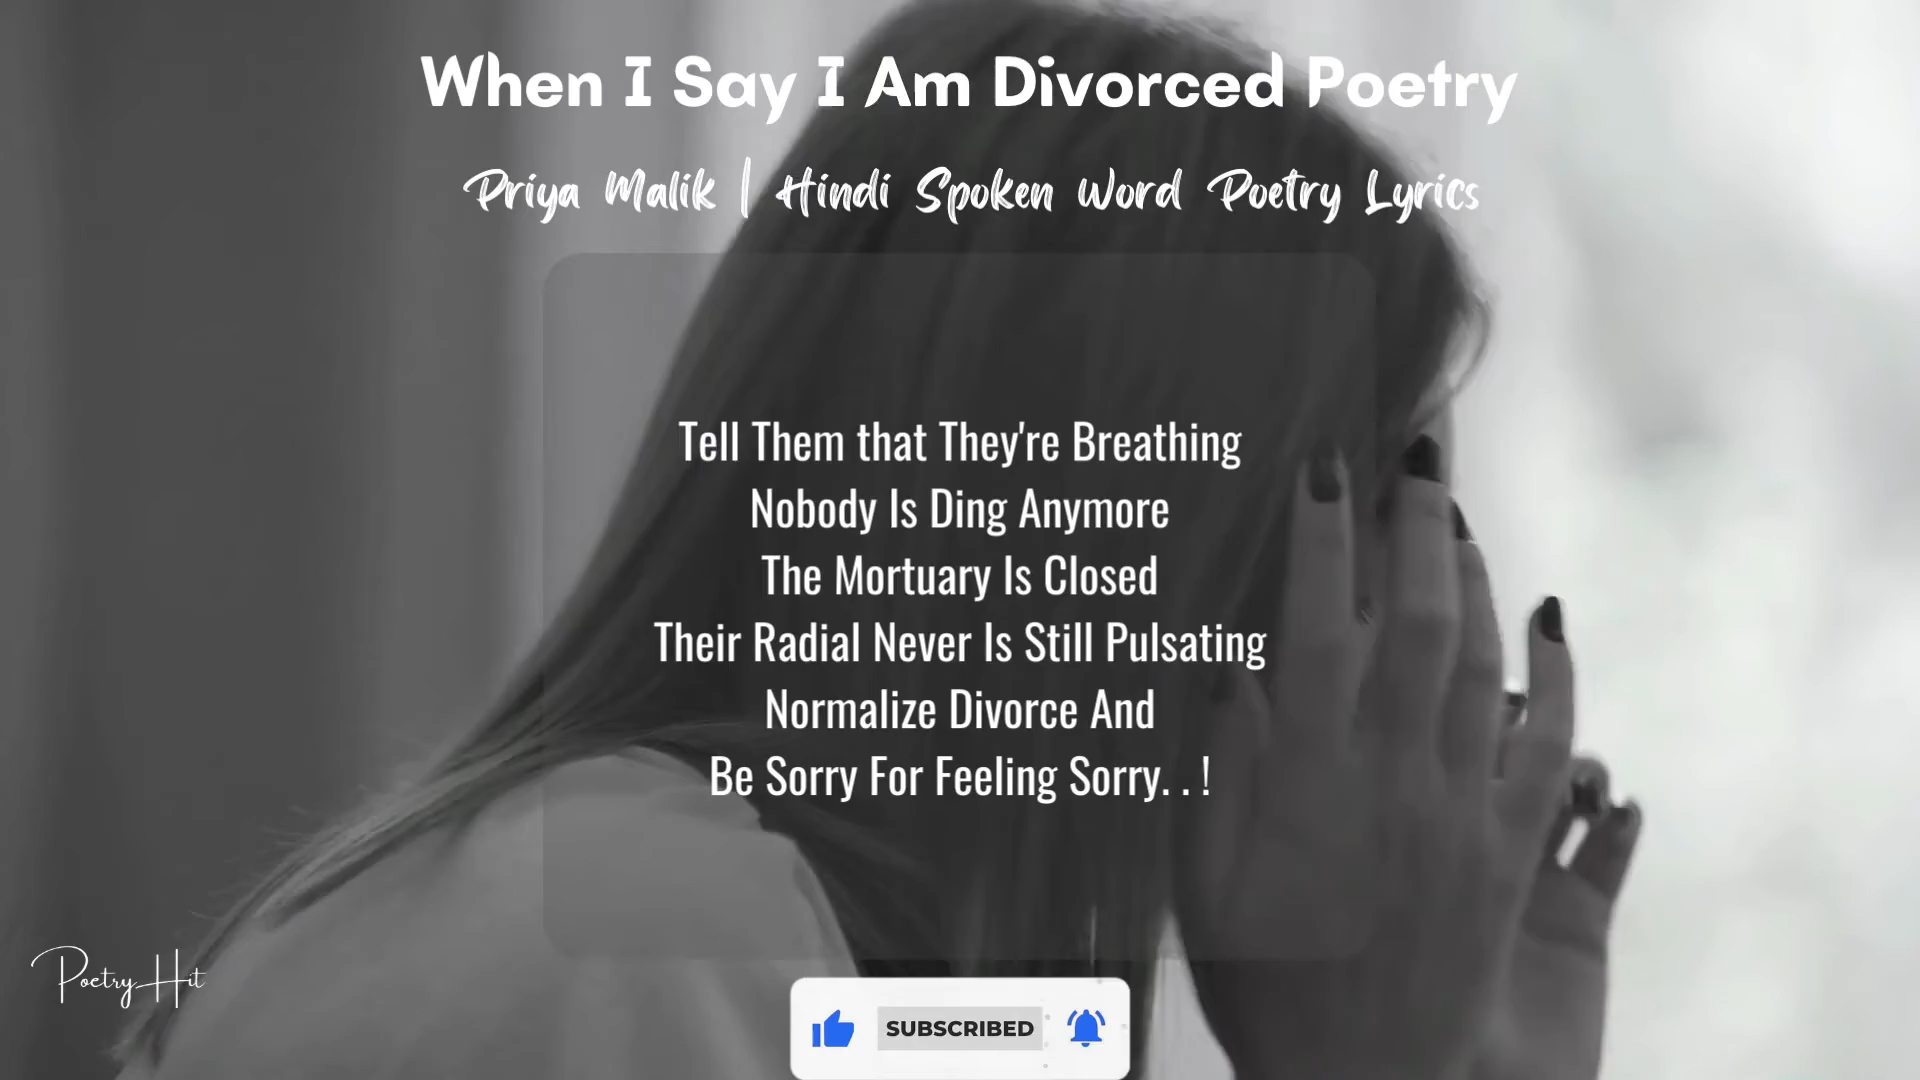 When I Say I Am Divorced Poetry
Priya Malik | Hindi Spoken Word Poetry Lyrics
Tell Them that They're Breathing
Nobody Is Ding Anymore
The Mortuary Is Closed
Their Radial Never Is Still Pulsating
Normalize Divorce And
Be Sorry For Feeling Sorry. . !
Poetry Hit
SUBSCRIBED